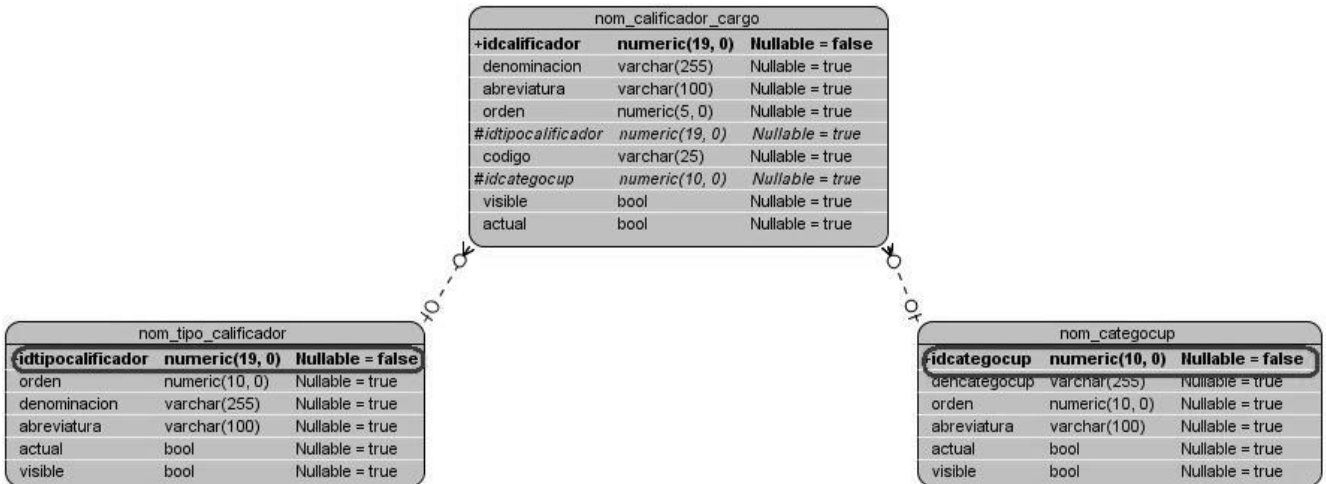 nom_calificador_cargo
+idcalificador numeric(19, 0) Nullable = false
denominacion varchar(255) Nullable = true
abreviatura varchar(100) Nullable = true
orden numeric(5, 0) Nullable = true
#idtipocalificador numeric(19, 0) Nullable = true
codigo varchar(25) Nullable = true
#idcategocup numeric(10, 0) Nullable = true
visible bool Nullable = true
actual bool Nullable = true
nom_tipo_calificador
+idtipocalificador numeric(19, 0) Nullable = false
orden numeric(10, 0) Nullable = true
denominacion varchar(255) Nullable = true
abreviatura varchar(100) Nullable = true
actual bool Nullable = true
visible bool Nullable = true
nom_categocup
+idcategocup numeric(10, 0) Nullable = false
dencategocup varchar(255) Nullable = true
orden numeric(10, 0) Nullable = true
abreviatura varchar(100) Nullable = true
actual bool Nullable = true
visible bool Nullable = true